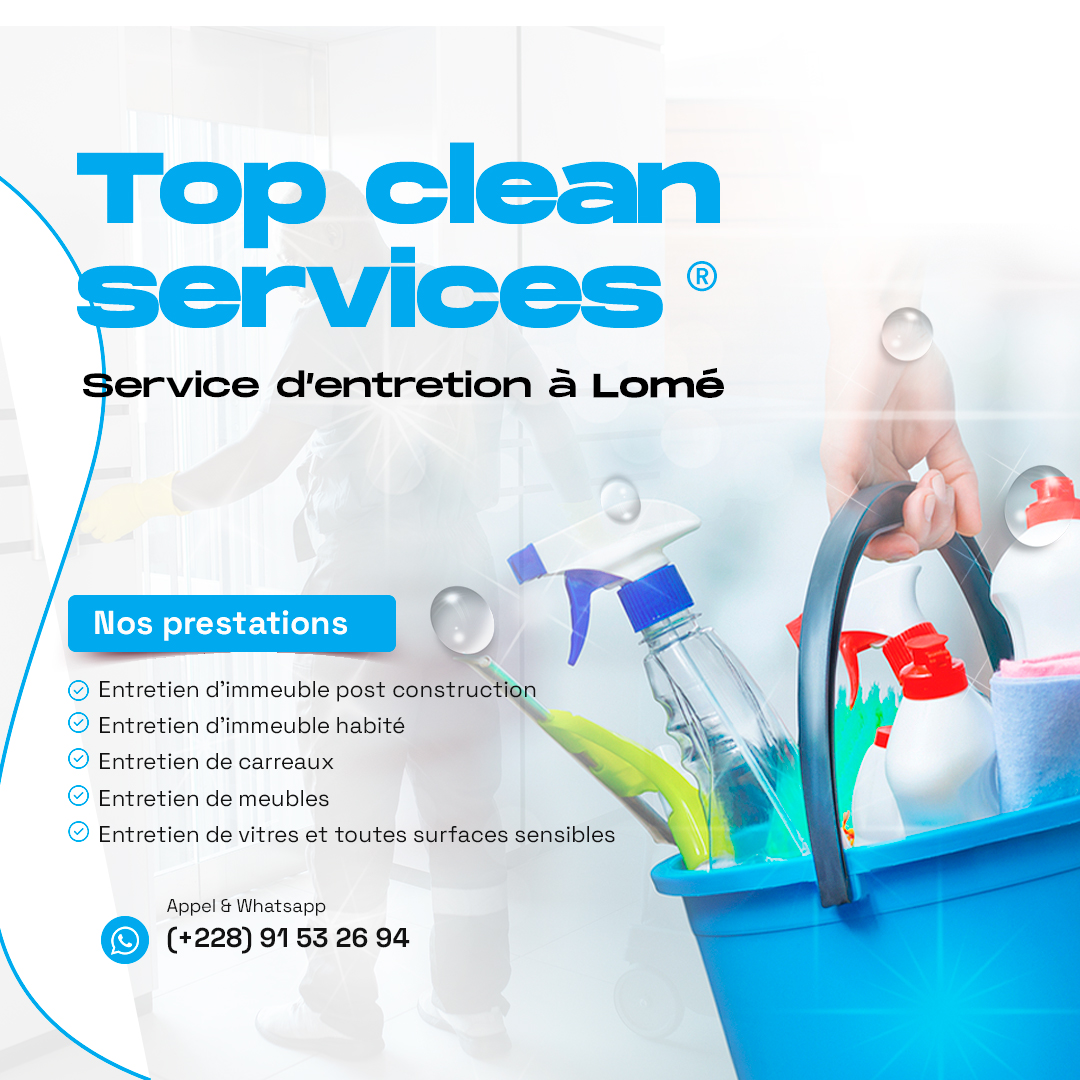 Top clean
services ®
Service d'entretion à Lomé
Nos prestations
Entretien d'immeuble post construction
Entretien d'immeuble habité
Entretien de carreaux
Entretien de meubles
Entretien de vitres et toutes surfaces sensibles
Appel & Whatsapp
(+228) 91 53 26 94